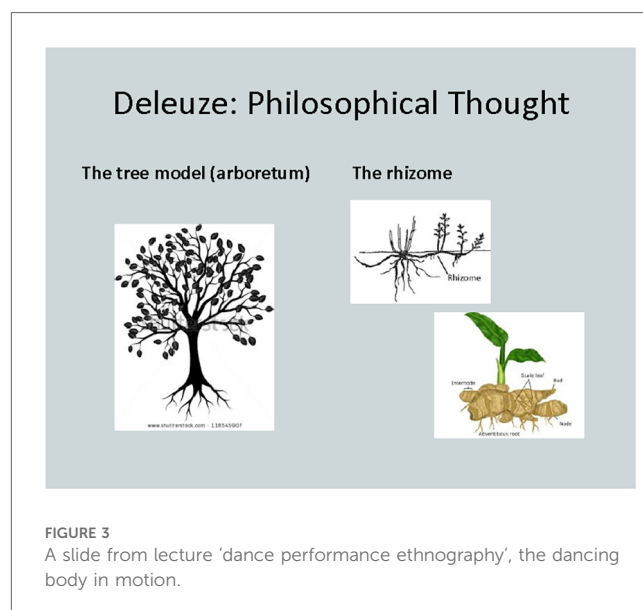 Deleuze: Philosophical Thought
The tree model (arboretum)
The rhizome
Rhizome
www.shutterstock.com · 118545907
Scale leaf
Internode
Bud
Node
Adventitious root
FIGURE 3
A slide from lecture ‘dance performance ethnography’, the dancing
body in motion.